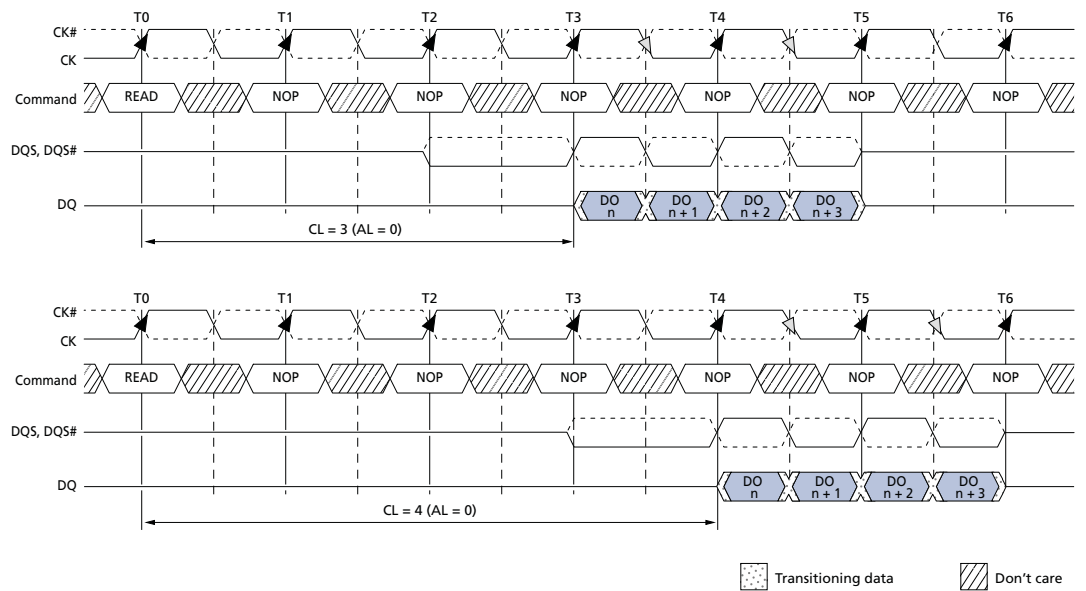 T0 T1 T2 T3 T4 T5 T6
CK#
CK
Command READ NOP NOP NOP NOP NOP NOP
DQS, DQS#
DQ DO n DO n + 1 DO n + 2 DO n + 3
CL = 3 (AL = 0)
T0 T1 T2 T3 T4 T5 T6
CK#
CK
Command READ NOP NOP NOP NOP NOP NOP
DQS, DQS#
DQ DO n DO n + 1 DO n + 2 DO n + 3
CL = 4 (AL = 0)
Transitioning data Don't care